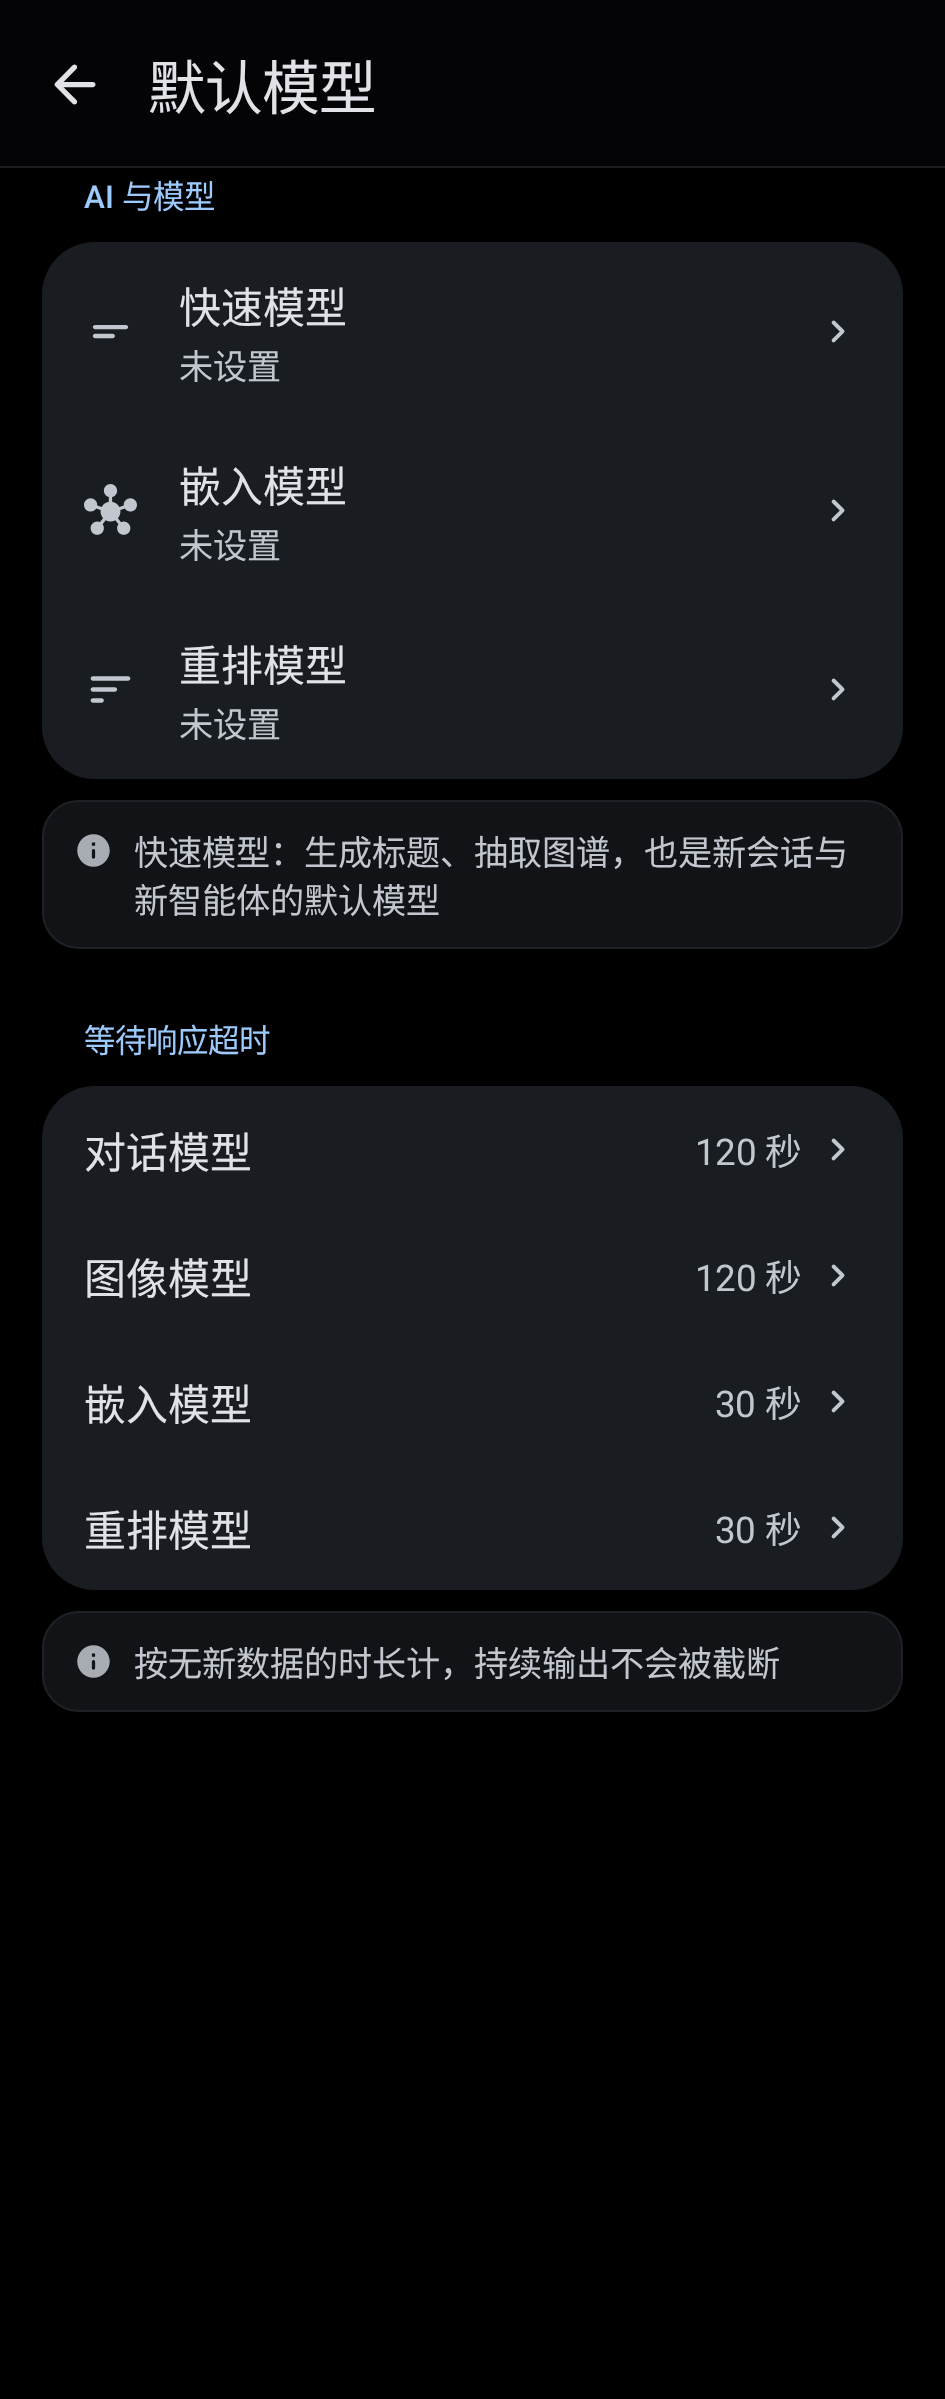 默认模型
AI 与模型
快速模型
未设置
嵌入模型
未设置
重排模型
未设置
快速模型：生成标题、抽取图谱，也是新会话与
新智能体的默认模型
等待响应超时
对话模型 120 秒
图像模型 120 秒
嵌入模型 30 秒
重排模型 30 秒
按无新数据的时长计，持续输出不会被截断